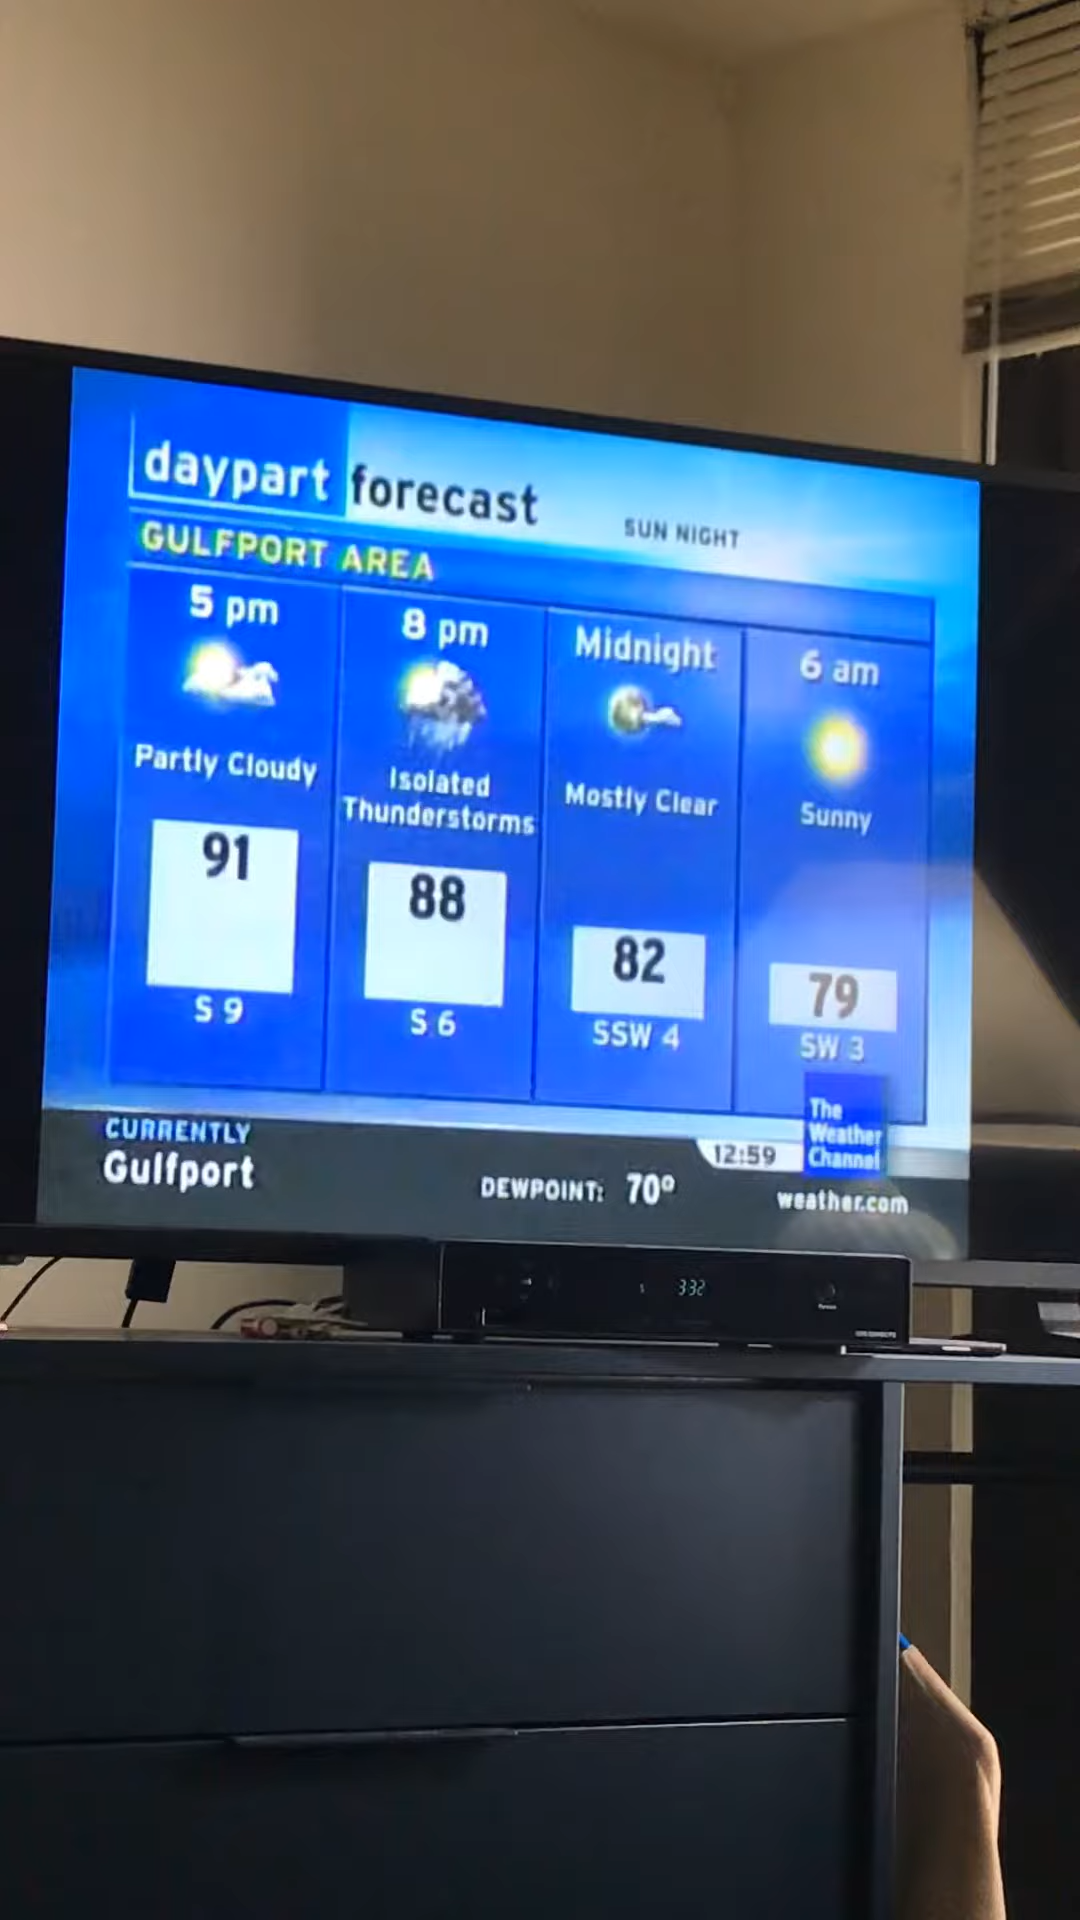 daypart forecast
SUN NIGHT
GULFPORT AREA
5 pm
8 pm
Midnight
6 am
Partly Cloudy
Isolated
Thunderstorms
Mostly Clear
Sunny
91
88
82
79
S 9
S 6
SSW 4
SW 3
CURRENTLY
Gulfport
DEWPOINT: 70º
12:59
The
Weather
Channel
weather.com
332